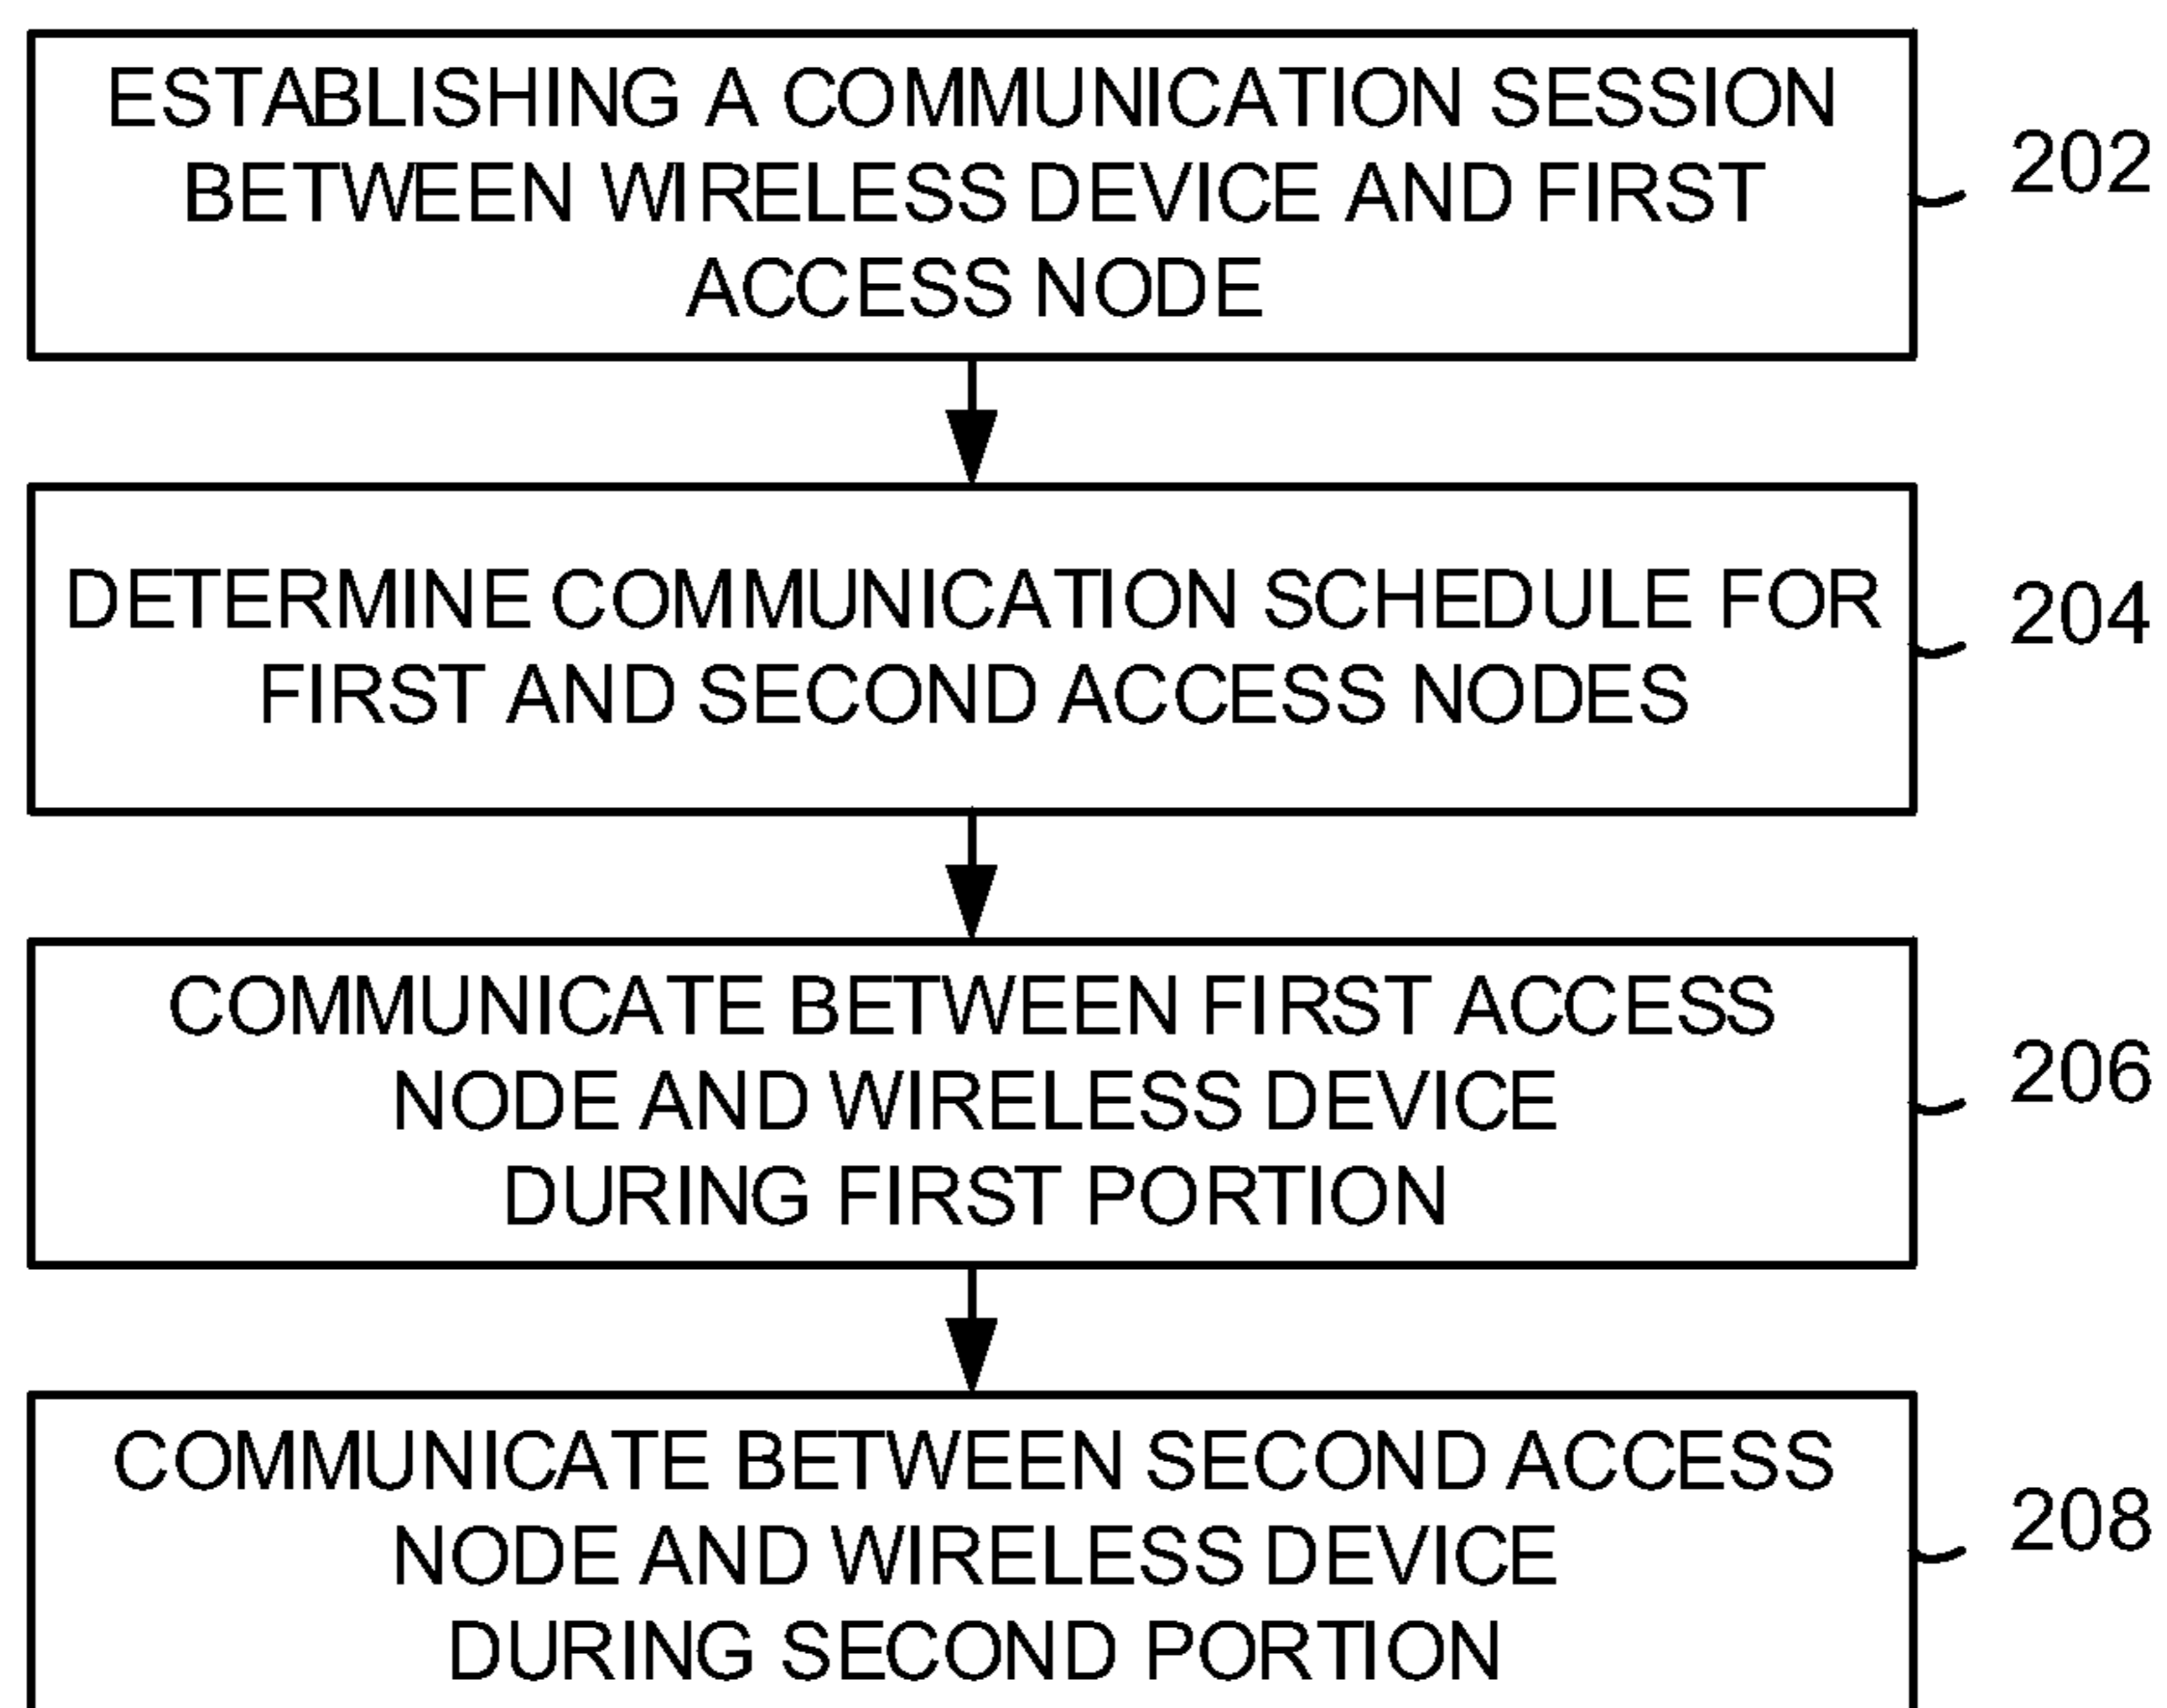 ESTABLISHING A COMMUNICATION SESSION
BETWEEN WIRELESS DEVICE AND FIRST
ACCESS NODE
202
DETERMINE COMMUNICATION SCHEDULE FOR
FIRST AND SECOND ACCESS NODES
204
COMMUNICATE BETWEEN FIRST ACCESS
NODE AND WIRELESS DEVICE
DURING FIRST PORTION
206
COMMUNICATE BETWEEN SECOND ACCESS
NODE AND WIRELESS DEVICE
DURING SECOND PORTION
208